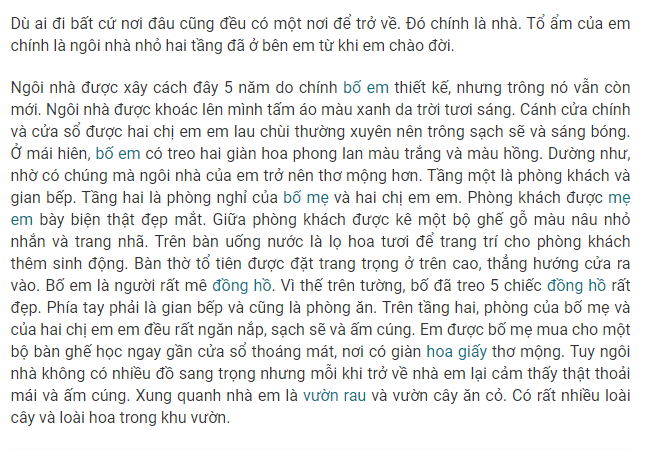 Dù ai đi bất cứ nơi đâu cũng đều có một nơi để trở về. Đó chính là nhà. Tổ ẩm của em
chính là ngôi nhà nhỏ hai tầng đã ở bên em từ khi em chào đời.
Ngôi nhà được xây cách đây 5 năm do chính bố em thiết kế, nhưng trông nó vẫn còn
mới. Ngôi nhà được khoác lên mình tấm áo màu xanh da trời tươi sáng. Cánh cửa chính
và cửa sổ được hai chị em em lau chùi thường xuyên nên trông sạch sẽ và sáng bóng.
Ở mái hiên, bố em có treo hai giàn hoa phong lan màu trắng và màu hồng. Dường như,
nhờ có chúng mà ngôi nhà của em trở nên thơ mộng hơn. Tầng một là phòng khách và
gian bếp. Tầng hai là phòng nghỉ của bố mẹ và hai chị em em. Phòng khách được mẹ
em bày biện thật đẹp mắt. Giữa phòng khách được kê một bộ ghế gỗ màu nâu nhỏ
nhắn và trang nhã. Trên bàn uống nước là lọ hoa tươi để trang trí cho phòng khách
thêm sinh động. Bàn thờ tổ tiên được đặt trang trọng ở trên cao, thẳng hướng cửa ra
vào. Bố em là người rất mê đồng hồ. Vì thế trên tường, bố đã treo 5 chiếc đồng hồ rất
đẹp. Phía tay phải là gian bếp và cũng là phòng ăn. Trên tầng hai, phòng của bố mẹ và
của hai chị em em đều rất ngăn nắp, sạch sẽ và ấm cúng. Em được bố mẹ mua cho một
bộ bàn ghế học ngay gần cửa sổ thoáng mát, nơi có giàn hoa giấy thơ mộng. Tuy ngôi
nhà không có nhiều đồ sang trọng nhưng mỗi khi trở về nhà em lại cảm thấy thật thoải
mái và ấm cúng. Xung quanh nhà em là vườn rau và vườn cây ăn cỏ. Có rất nhiều loài
cây và loài hoa trong khu vườn.